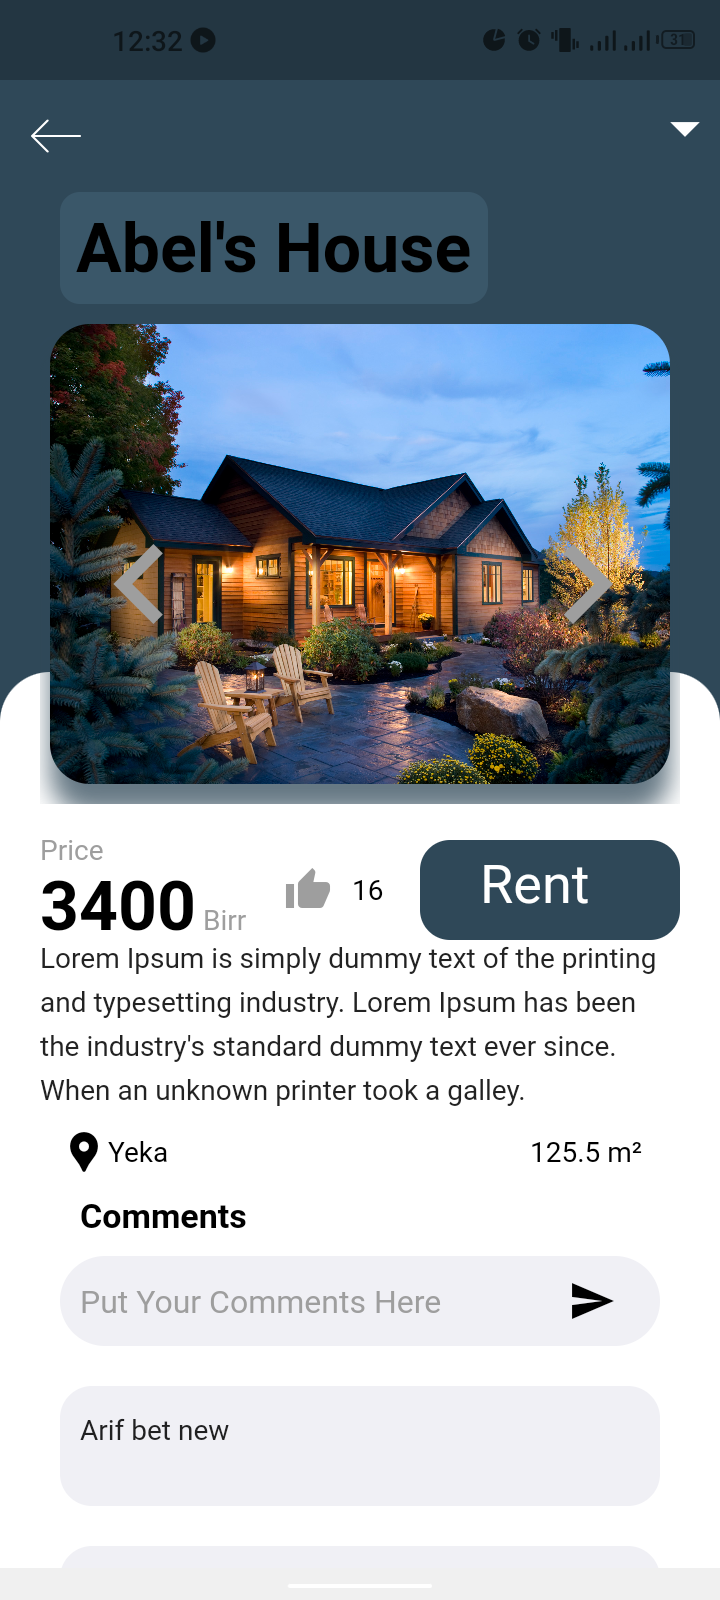 12:32
31
Abel's House
Price
3400 Birr
16
Rent
Lorem Ipsum is simply dummy text of the printing
and typesetting industry. Lorem Ipsum has been
the industry's standard dummy text ever since.
When an unknown printer took a galley.
Yeka
125.5 m²
Comments
Put Your Comments Here
Arif bet new